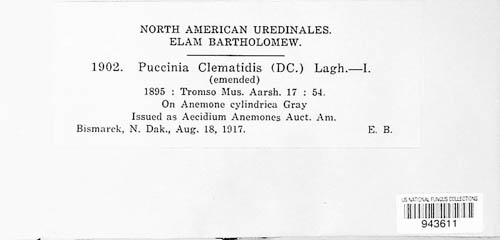 NORTH AMERICAN UREDINALES.
ELAM BARTHOLOMEW.
1902. Puccinia Clematidis (DC.) Lagh.—I.
(emended)
1895 : Tromso Mus. Aarsh. 17 : 54.
On Anemone cylindrica Gray
Issued as Aecidium Anemones Auct. Am.
Bismarck, N. Dak., Aug. 18, 1917. E. B.
US NATIONAL FUNGUS COLLECTIONS
943611